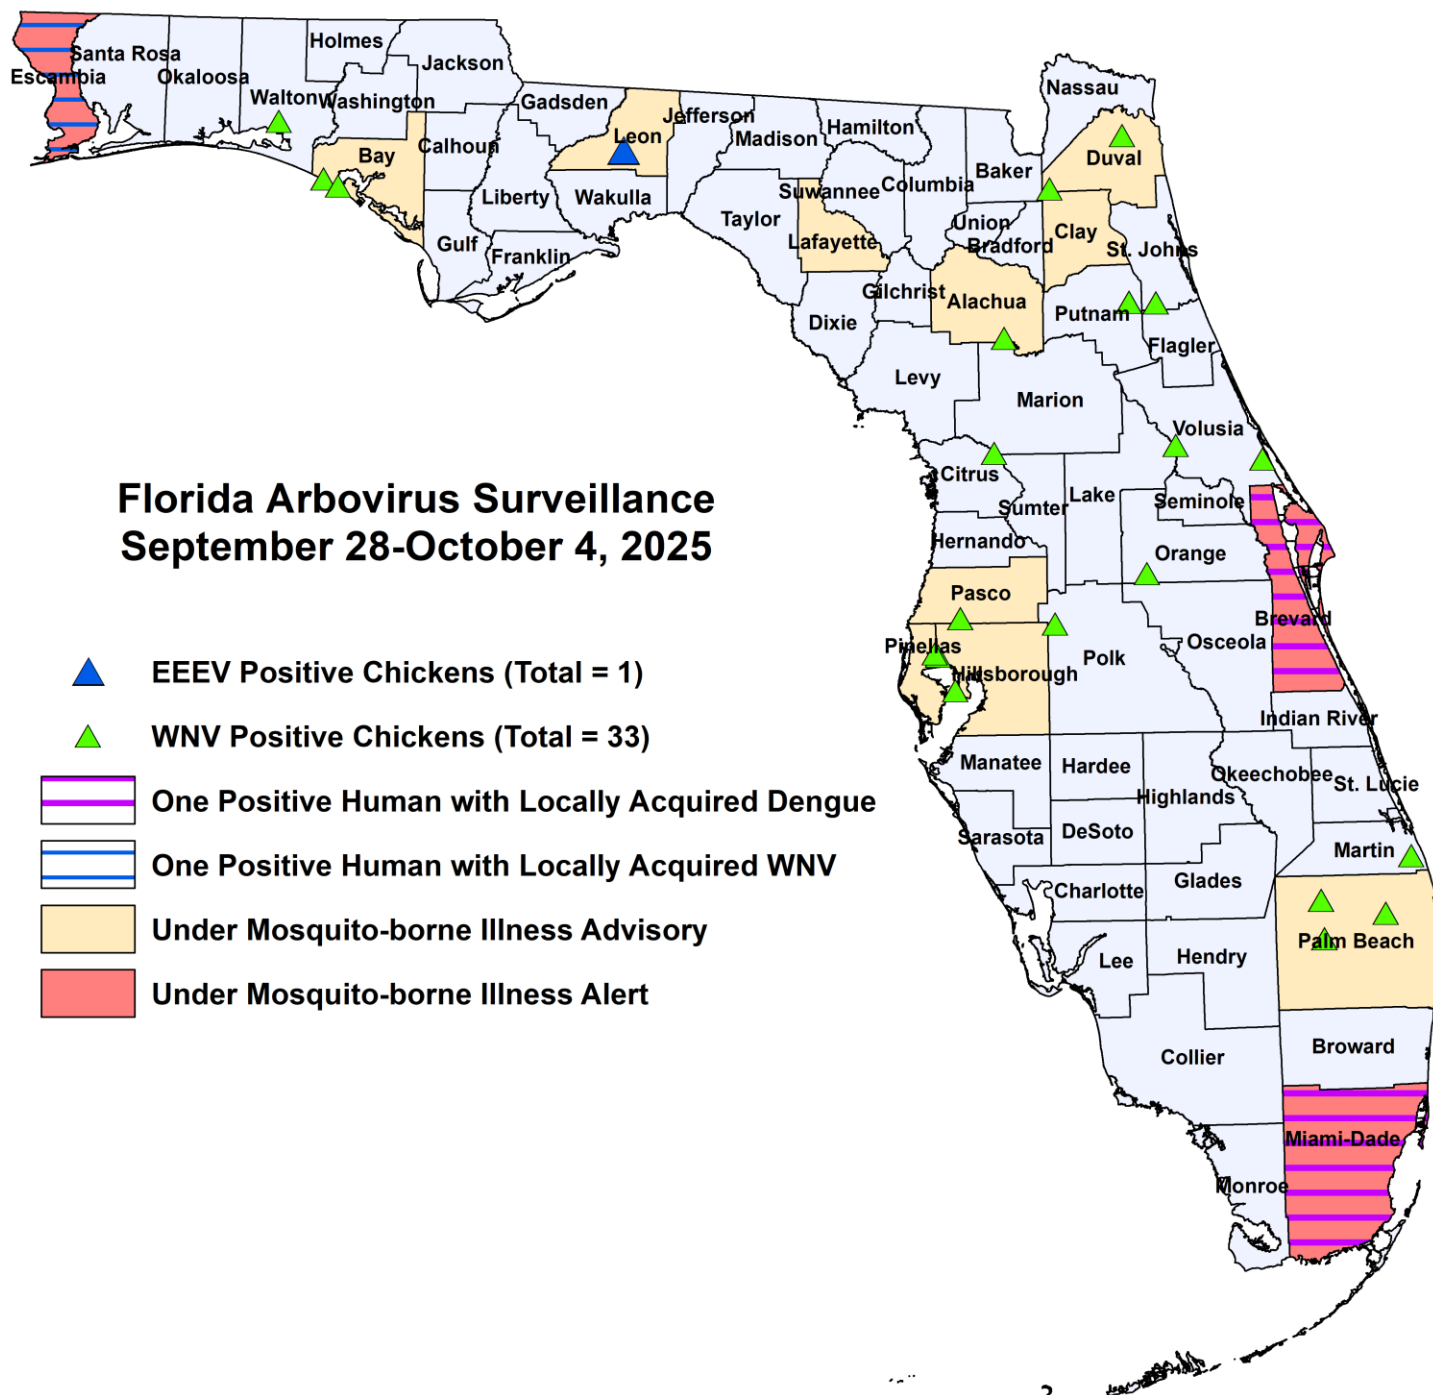 Holmes
Jackson
Santa Rosa
Escambia
Okaloosa
Walton
Washington
Gadsden
Leon
Jefferson
Madison
Hamilton
Nassau
Calhoun
Bay
Liberty
Wakulla
Gulf
Franklin
Taylor
Suwannee
Lafayette
Columbia
Baker
Duval
Union
Bradford
Clay
St. Johns
Gilchrist
Alachua
Dixie
Putnam
Flagler
Levy
Marion
Volusia
Citrus
Sumter
Lake
Seminole
Hernando
Orange
Pasco
Brevard
Pinellas
Hillsborough
Polk
Osceola
Indian River
Manatee
Hardee
Highlands
Okeechobee
St. Lucie
Sarasota
DeSoto
Martin
Charlotte
Glades
Lee
Hendry
Palm Beach
Collier
Broward
Miami-Dade
Monroe
Florida Arbovirus Surveillance
September 28-October 4, 2025
EEEV Positive Chickens (Total = 1)
WNV Positive Chickens (Total = 33)
One Positive Human with Locally Acquired Dengue
One Positive Human with Locally Acquired WNV
Under Mosquito-borne Illness Advisory
Under Mosquito-borne Illness Alert